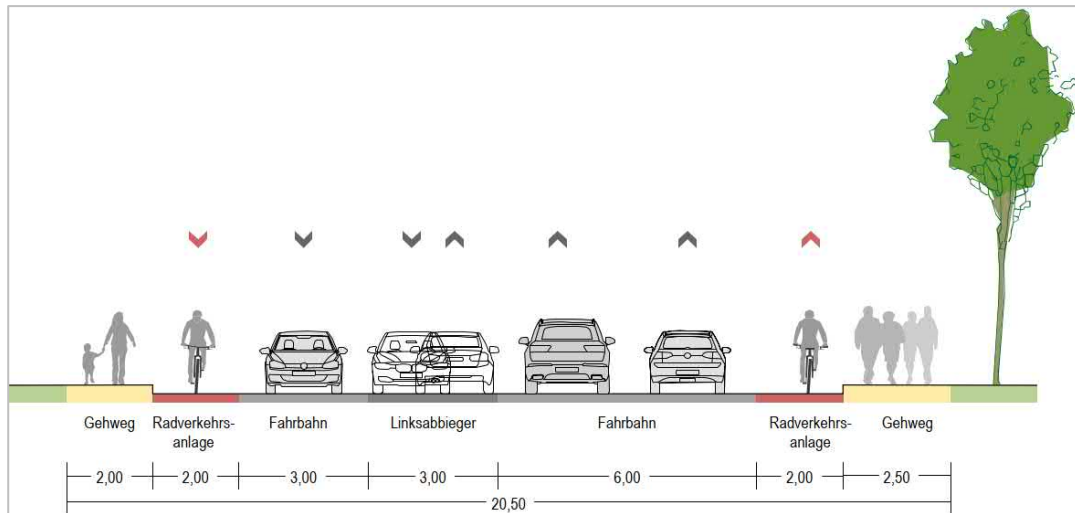 Gehweg Radverkehrs- Fahrbahn Linksabbieger Fahrbahn Radverkehrs- Gehweg
anlage anlage
2,00 2,00 3,00 3,00 6,00 2,00 2,50
20,50